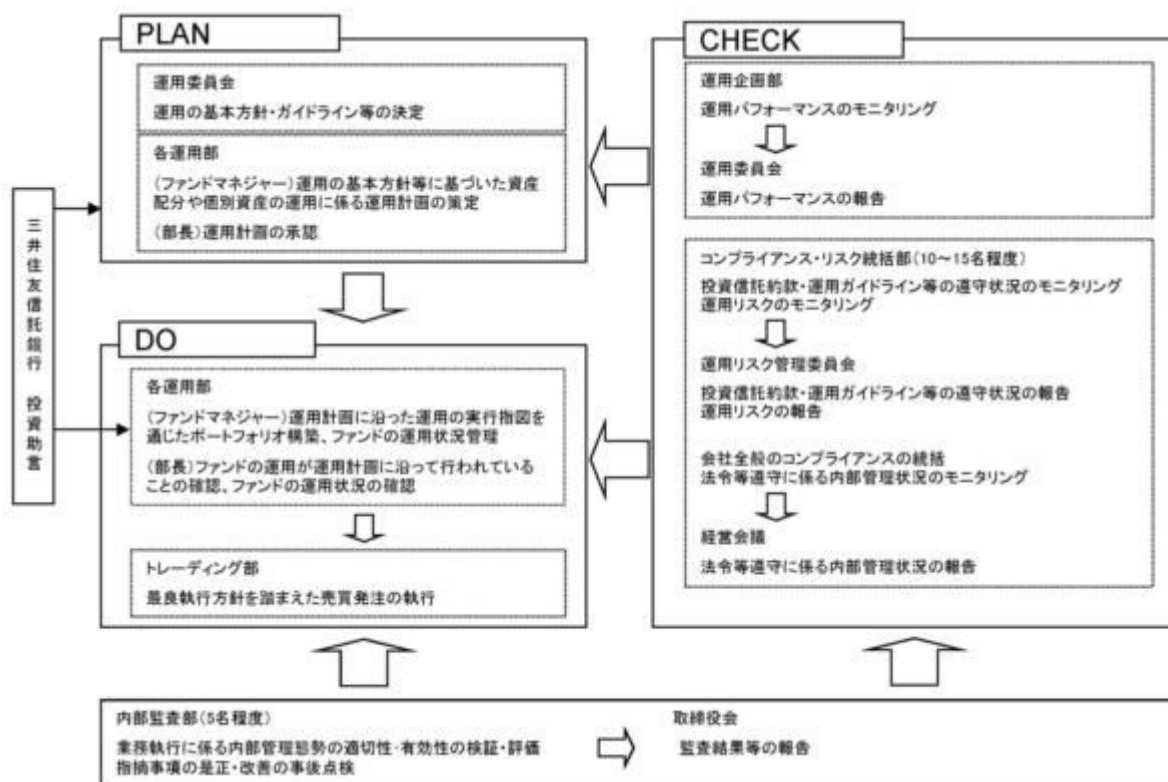 PLAN
運用委員会
運用の基本方針・ガイドライン等の決定
各運用部
(ファンドマネジャー)運用の基本方針等に基づいた資産
配分や個別資産の運用に係る運用計画の策定
(部長)運用計画の承認
三井住友信託銀行 投資助言
DO
各運用部
(ファンドマネジャー)運用計画に沿った運用の実行指図を
通じたポートフォリオ構築、ファンドの運用状況管理
(部長)ファンドの運用が運用計画に沿って行われている
ことの確認、ファンドの運用状況の確認
トレーディング部
最良執行方針を踏まえた売買発注の執行
CHECK
運用企画部
運用パフォーマンスのモニタリング
運用委員会
運用パフォーマンスの報告
コンプライアンス・リスク統括部(10~15名程度)
投資信託約款・運用ガイドライン等の遵守状況のモニタリング
運用リスクのモニタリング
運用リスク管理委員会
投資信託約款・運用ガイドライン等の遵守状況の報告
運用リスクの報告
会社全般のコンプライアンスの統括
法令等遵守に係る内部管理状況のモニタリング
経営会議
法令等遵守に係る内部管理状況の報告
内部監査部(5名程度)
業務執行に係る内部管理態勢の適切性・有効性の検証・評価
指摘事項の是正・改善の事後点検
取締役会
監査結果等の報告